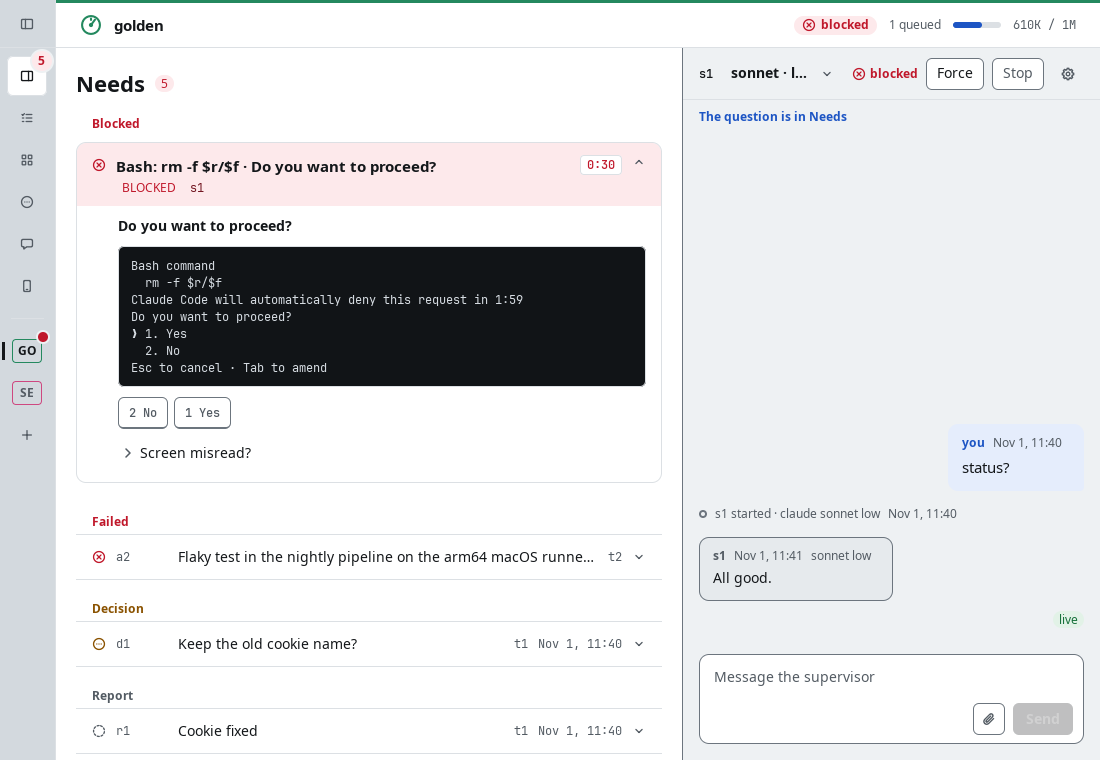 golden
blocked
1 queued
610K / 1M
5
GO
SE
Needs 5
Blocked
Bash: rm -f $r/$f · Do you want to proceed?
0:30
BLOCKED s1
Do you want to proceed?
Bash command
rm -f $r/$f
Claude Code will automatically deny this request in 1:59
Do you want to proceed?
❯ 1. Yes
2. No
Esc to cancel · Tab to amend
2 No
1 Yes
Screen misread?
Failed
a2 Flaky test in the nightly pipeline on the arm64 macOS runne… t2
Decision
d1 Keep the old cookie name? t1 Nov 1, 11:40
Report
r1 Cookie fixed t1 Nov 1, 11:40
s1 sonnet · l…
blocked
Force
Stop
The question is in Needs
you Nov 1, 11:40
status?
s1 started · claude sonnet low Nov 1, 11:40
s1 Nov 1, 11:41 sonnet low
All good.
live
Message the supervisor
Send